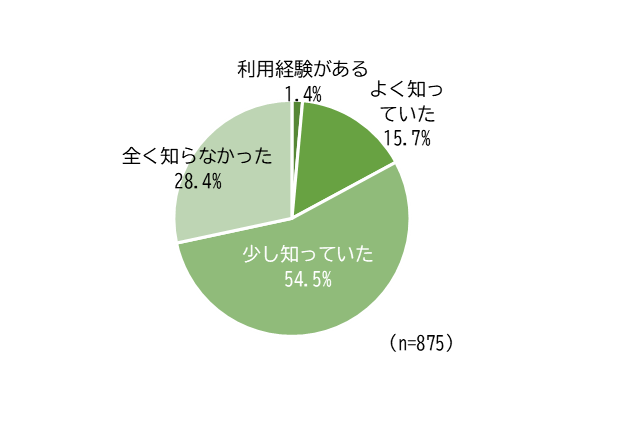 利用経験がある
1.4%
よく知っ
ていた
15.7%
全く知らなかった
28.4%
少し知っていた
54.5%
(n=875)